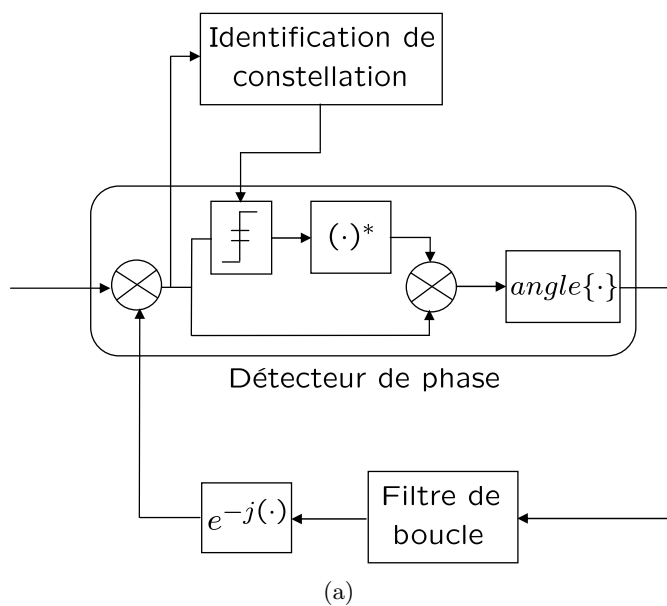 Identification de
constellation
(·)*
angle{·}
Détecteur de phase
e^{-j(·)}
Filtre de
boucle
(a)